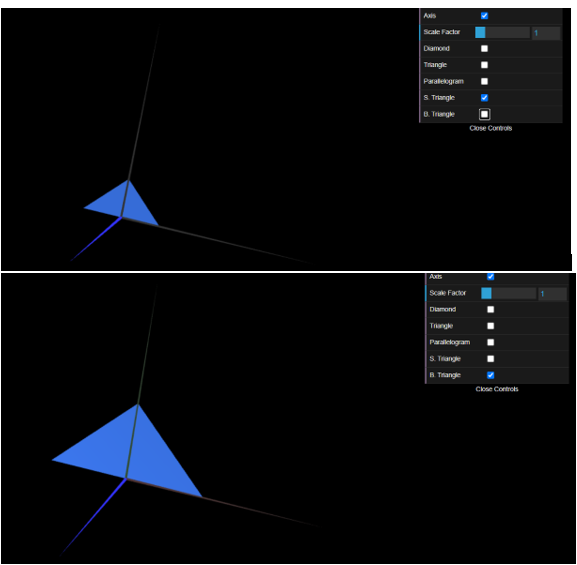 Axis
Scale Factor 1
Diamond
Triangle
Parallelogram
S. Triangle
B. Triangle
Close Controls
Axis
Scale Factor 1
Diamond
Triangle
Parallelogram
S. Triangle
B. Triangle
Close Controls